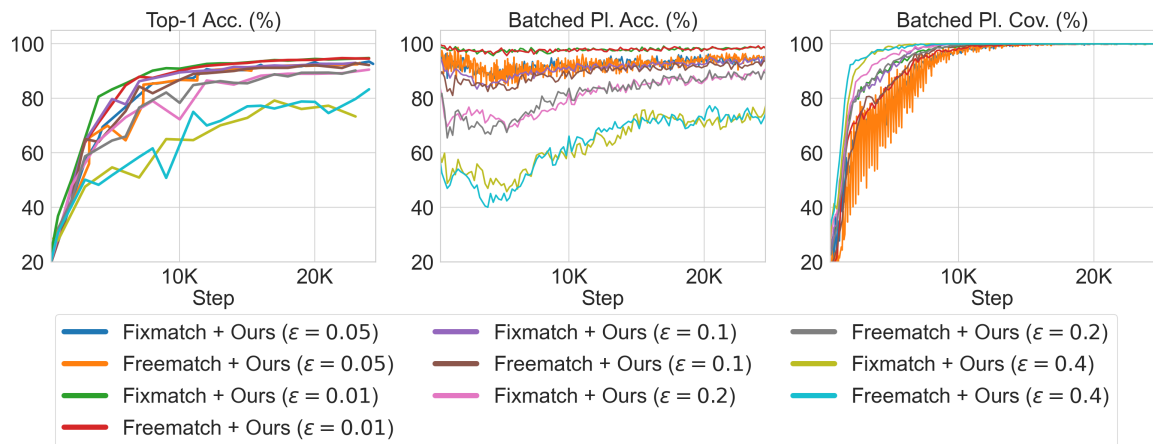 Top-1 Acc. (%)
100
80
60
40
20
10K
20K
Step
Batched Pl. Acc. (%)
100
80
60
40
20
10K
20K
Step
Batched Pl. Cov. (%)
100
80
60
40
20
10K
20K
Step
Fixmatch + Ours (ε = 0.05)
Freematch + Ours (ε = 0.05)
Fixmatch + Ours (ε = 0.01)
Freematch + Ours (ε = 0.01)
Fixmatch + Ours (ε = 0.1)
Freematch + Ours (ε = 0.1)
Fixmatch + Ours (ε = 0.2)
Freematch + Ours (ε = 0.2)
Fixmatch + Ours (ε = 0.4)
Freematch + Ours (ε = 0.4)